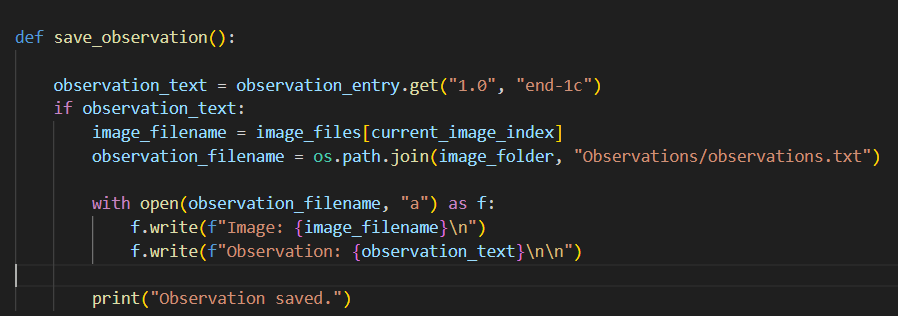 def save_observation():
    observation_text = observation_entry.get("1.0", "end-1c")
    if observation_text:
        image_filename = image_files[current_image_index]
        observation_filename = os.path.join(image_folder, "Observations/observations.txt")
        with open(observation_filename, "a") as f:
            f.write(f"Image: {image_filename}\n")
            f.write(f"Observation: {observation_text}\n\n")
        print("Observation saved.")